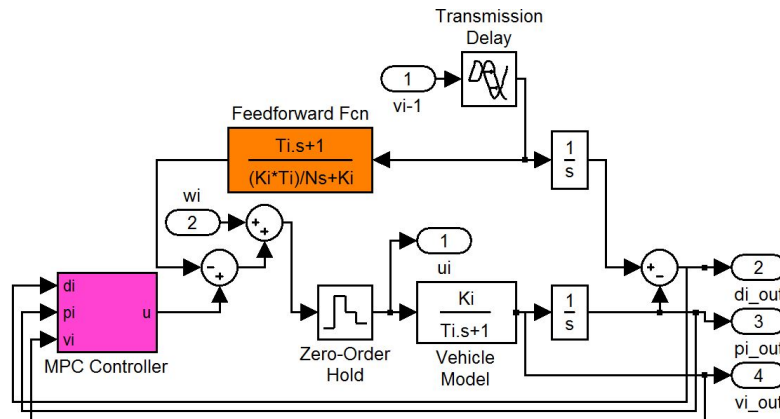 Transmission
Delay
1
vi-1
Feedforward Fcn
Ti.s+1
(Ki*Ti)/Ns+Ki
1
s
wi
2
+
+
-
+
1
ui
+
-
2
di_out
di
pi
vi
u
MPC Controller
Zero-Order
Hold
Ki
Ti.s+1
Vehicle
Model
1
s
3
pi_out
4
vi_out